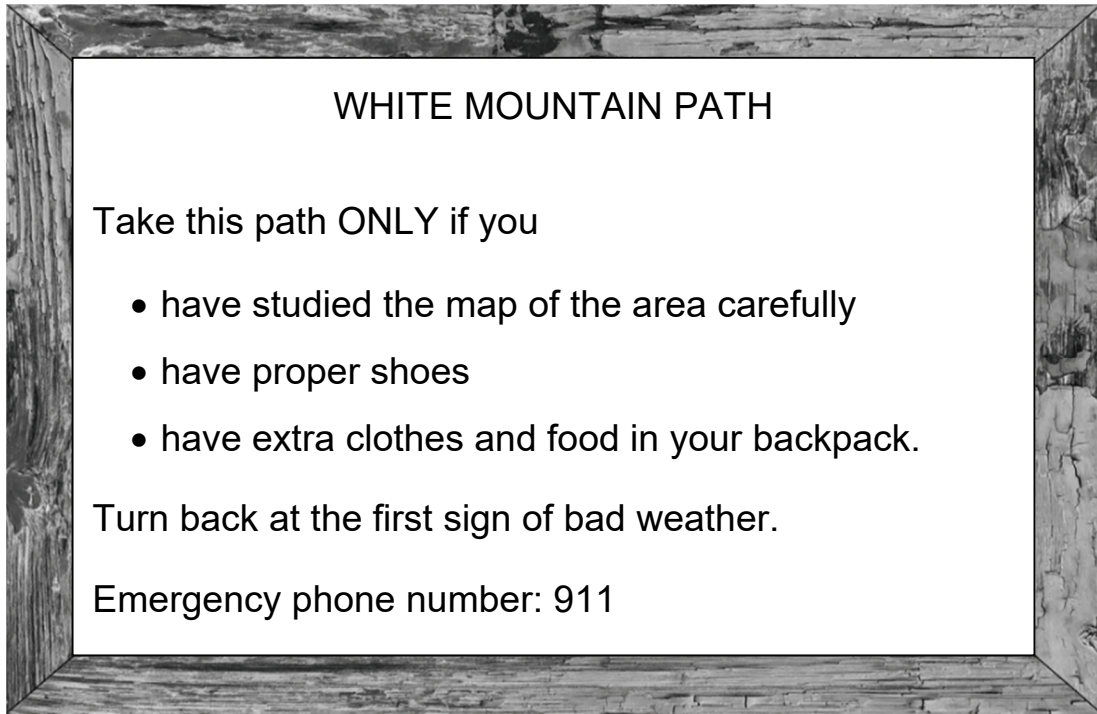 WHITE MOUNTAIN PATH
Take this path ONLY if you
• have studied the map of the area carefully
• have proper shoes
• have extra clothes and food in your backpack.
Turn back at the first sign of bad weather.
Emergency phone number: 911